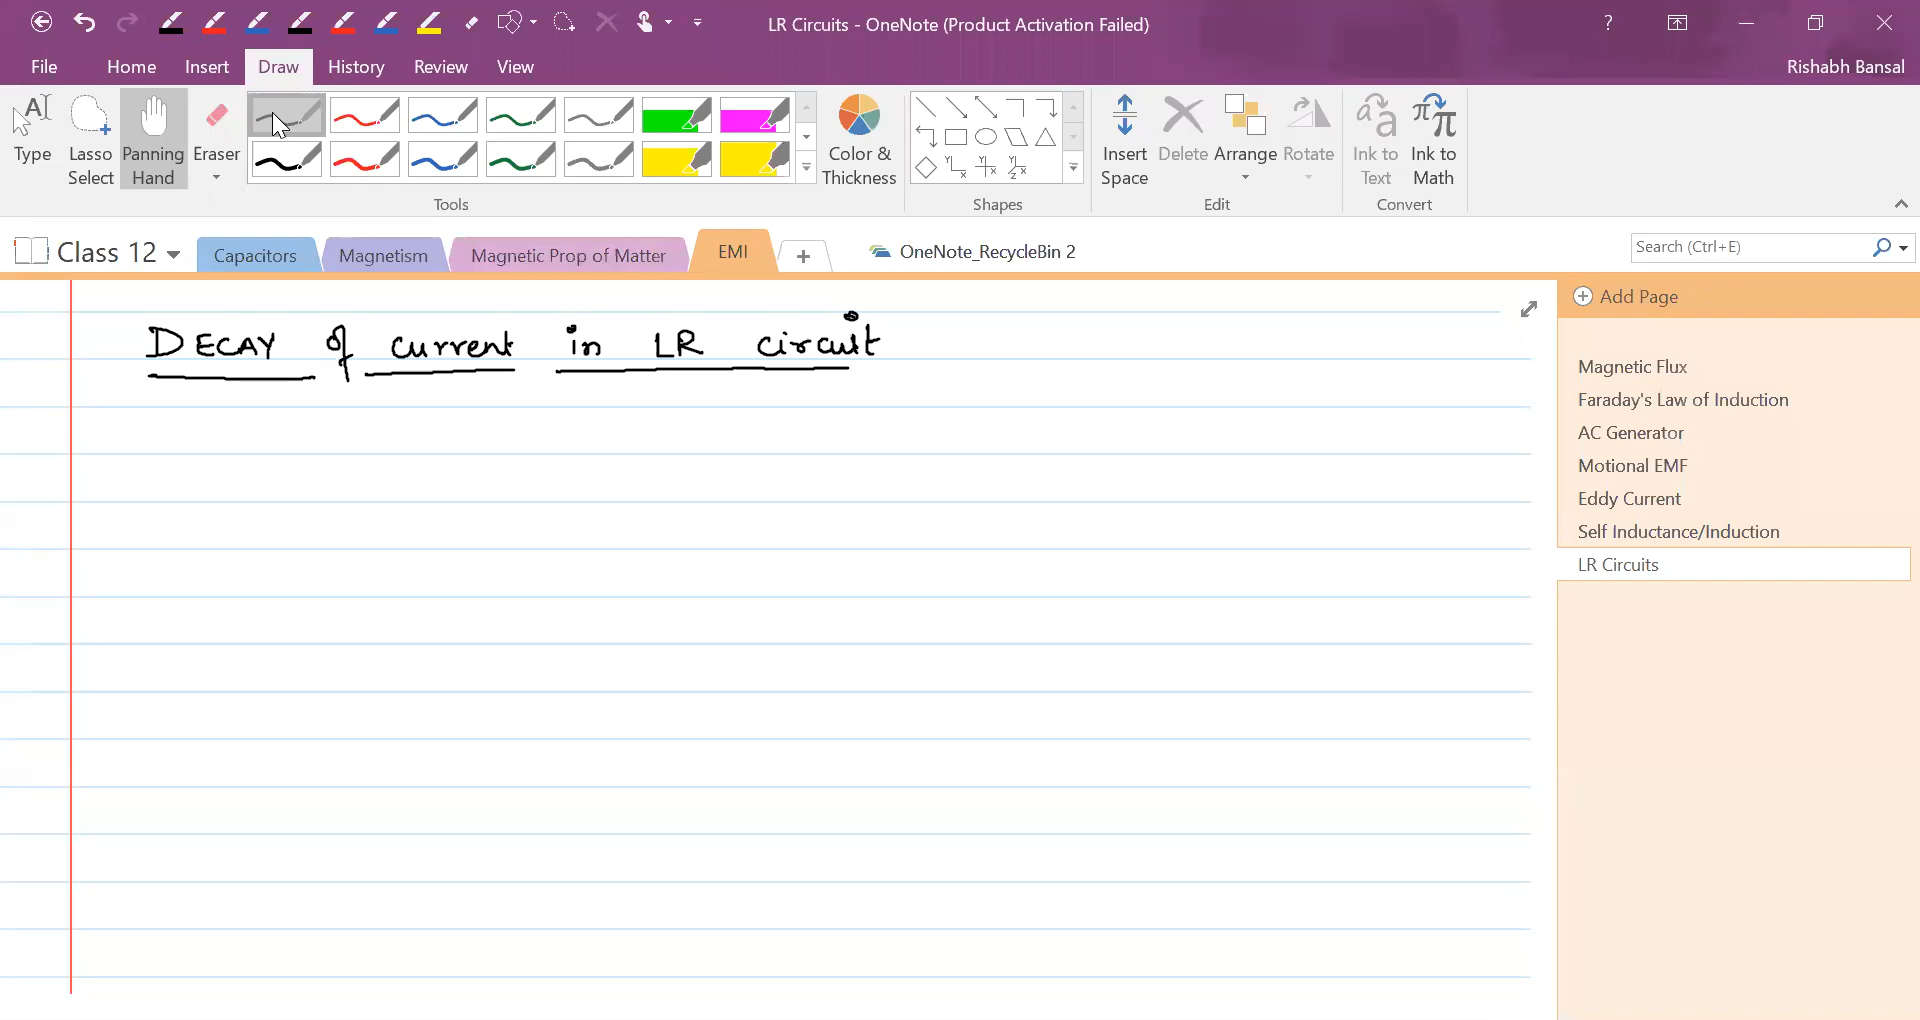 LR Circuits - OneNote (Product Activation Failed)
?
File Home Insert Draw History Review View
Rishabh Bansal
Type
Lasso Select
Panning Hand
Eraser
Color & Thickness
Insert Space
Delete
Arrange
Rotate
Ink to Text
Ink to Math
Tools
Shapes
Edit
Convert
Class 12
Capacitors
Magnetism
Magnetic Prop of Matter
EMI
OneNote_RecycleBin 2
Search (Ctrl+E)
DECAY of current in LR circuit
Add Page
Magnetic Flux
Faraday's Law of Induction
AC Generator
Motional EMF
Eddy Current
Self Inductance/Induction
LR Circuits